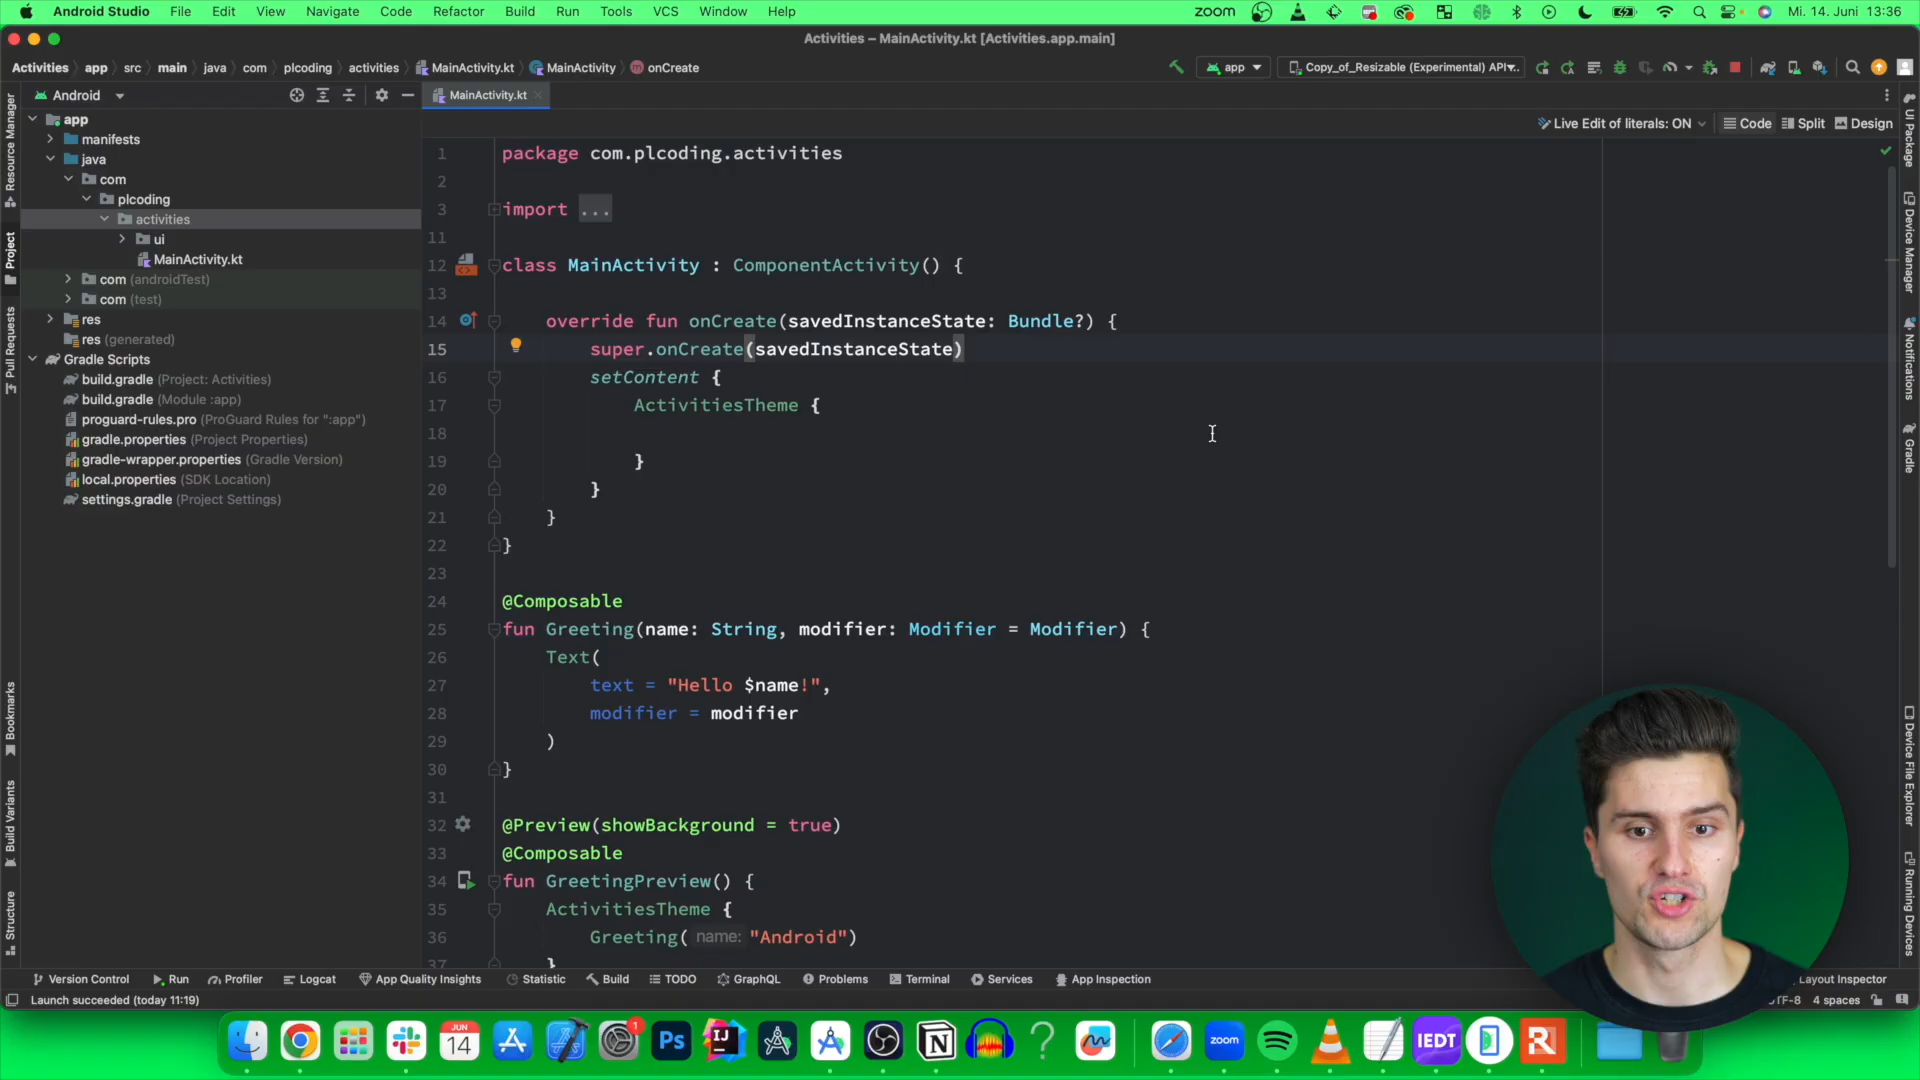 Android Studio File Edit View Navigate Code Refactor Build Run Tools VCS Window Help zoom Mi. 14. Juni 13:36
Activities – MainActivity.kt [Activities.app.main]
Activities app src main java com plcoding activities MainActivity.kt MainActivity onCreate app Copy_of_Resizable (Experimental) API
Android
MainActivity.kt
Live Edit of literals: ON Code Split Design
Resource Manager
Project
Pull Requests
Bookmarks
Build Variants
Structure
app
manifests
java
com
plcoding
activities
ui
MainActivity.kt
com (androidTest)
com (test)
res
res (generated)
Gradle Scripts
build.gradle (Project: Activities)
build.gradle (Module :app)
proguard-rules.pro (ProGuard Rules for ":app")
gradle.properties (Project Properties)
gradle-wrapper.properties (Gradle Version)
local.properties (SDK Location)
settings.gradle (Project Settings)
1 package com.plcoding.activities
2
3 import ...
11
12 class MainActivity : ComponentActivity() {
13
14 override fun onCreate(savedInstanceState: Bundle?) {
15 super.onCreate(savedInstanceState)
16 setContent {
17 ActivitiesTheme {
18
19 }
20 }
21 }
22 }
23
24 @Composable
25 fun Greeting(name: String, modifier: Modifier = Modifier) {
26 Text(
27 text = "Hello $name!",
28 modifier = modifier
29 )
30 }
31
32 @Preview(showBackground = true)
33 @Composable
34 fun GreetingPreview() {
35 ActivitiesTheme {
36 Greeting( name: "Android")
37 }
UI Package
Device Manager
Notifications
Gradle
Device File Explorer
Running Devices
Version Control Run Profiler Logcat App Quality Insights Statistic Build TODO GraphQL Problems Terminal Services App Inspection Layout Inspector
Launch succeeded (today 11:19) UTF-8 4 spaces
JUN
14
1
Ps
IJ
zoom
IEDT